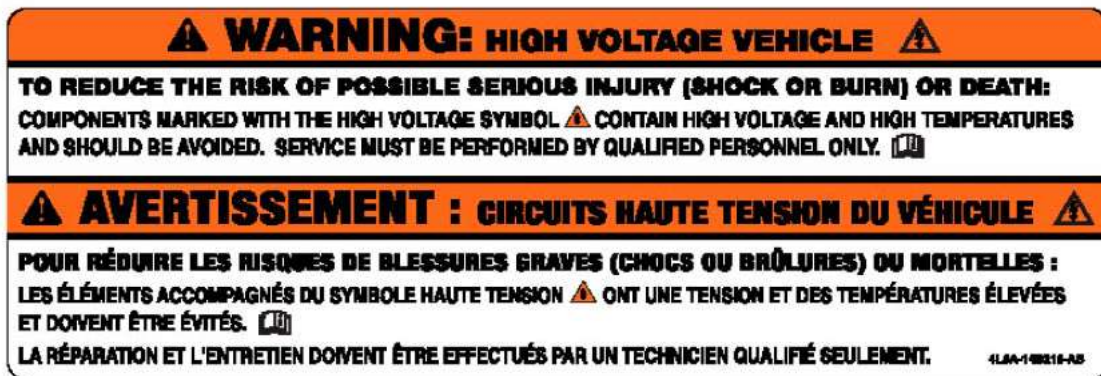 WARNING: HIGH VOLTAGE VEHICLE
TO REDUCE THE RISK OF POSSIBLE SERIOUS INJURY (SHOCK OR BURN) OR DEATH:
COMPONENTS MARKED WITH THE HIGH VOLTAGE SYMBOL CONTAIN HIGH VOLTAGE AND HIGH TEMPERATURES
AND SHOULD BE AVOIDED. SERVICE MUST BE PERFORMED BY QUALIFIED PERSONNEL ONLY.
AVERTISSEMENT : CIRCUITS HAUTE TENSION DU VÉHICULE
POUR RÉDUIRE LES RISQUES DE BLESSURES GRAVES (CHOCS OU BRÛLURES) OU MORTELLES :
LES ÉLÉMENTS ACCOMPAGNÉS DU SYMBOLE HAUTE TENSION ONT UNE TENSION ET DES TEMPÉRATURES ÉLEVÉES
ET DOIVENT ÊTRE ÉVITÉS.
LA RÉPARATION ET L'ENTRETIEN DOIVENT ÊTRE EFFECTUÉS PAR UN TECHNICIEN QUALIFIÉ SEULEMENT.